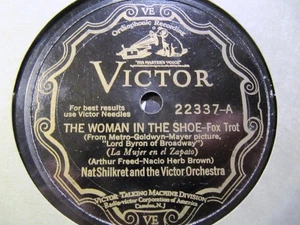 VE
Orthophonic Recording
"HIS MASTER'S VOICE"
VICTOR
For best results
use Victor Needles
22337-A
THE WOMAN IN THE SHOE-Fox Trot
(From Metro-Goldwyn-Mayer picture,
"Lord Byron of Broadway")
(La Mujer en el Zapato)
(Arthur Freed-Nacio Herb Brown)
Nat Shilkret and the Victor Orchestra
VICTOR TALKING MACHINE DIVISION
Radio-Victor Corporation of America
Camden, N.J.
VE